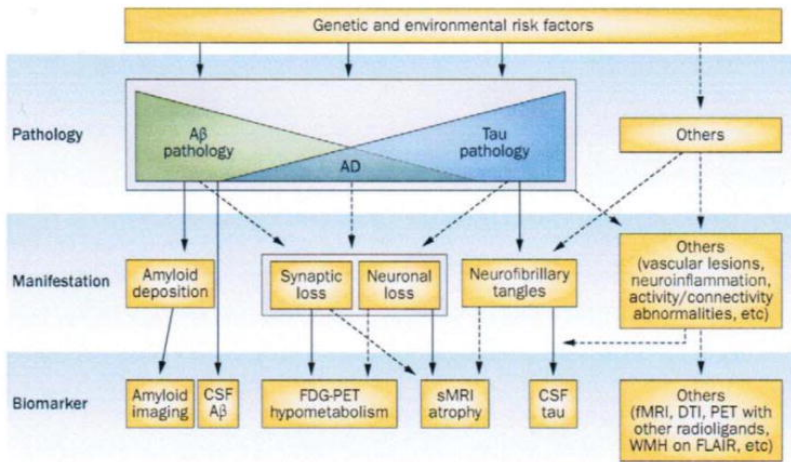 Genetic and environmental risk factors
Pathology
Aβ
pathology
Tau
pathology
AD
Others
Manifestation
Amyloid
deposition
Synaptic
loss
Neuronal
loss
Neurofibrillary
tangles
Others
(vascular lesions,
neuroinflammation,
activity/connectivity
abnormalities, etc)
Biomarker
Amyloid
imaging
CSF
Aβ
FDG-PET
hypometabolism
sMRI
atrophy
CSF
tau
Others
(fMRI, DTI, PET with
other radioligands,
WMH on FLAIR, etc)